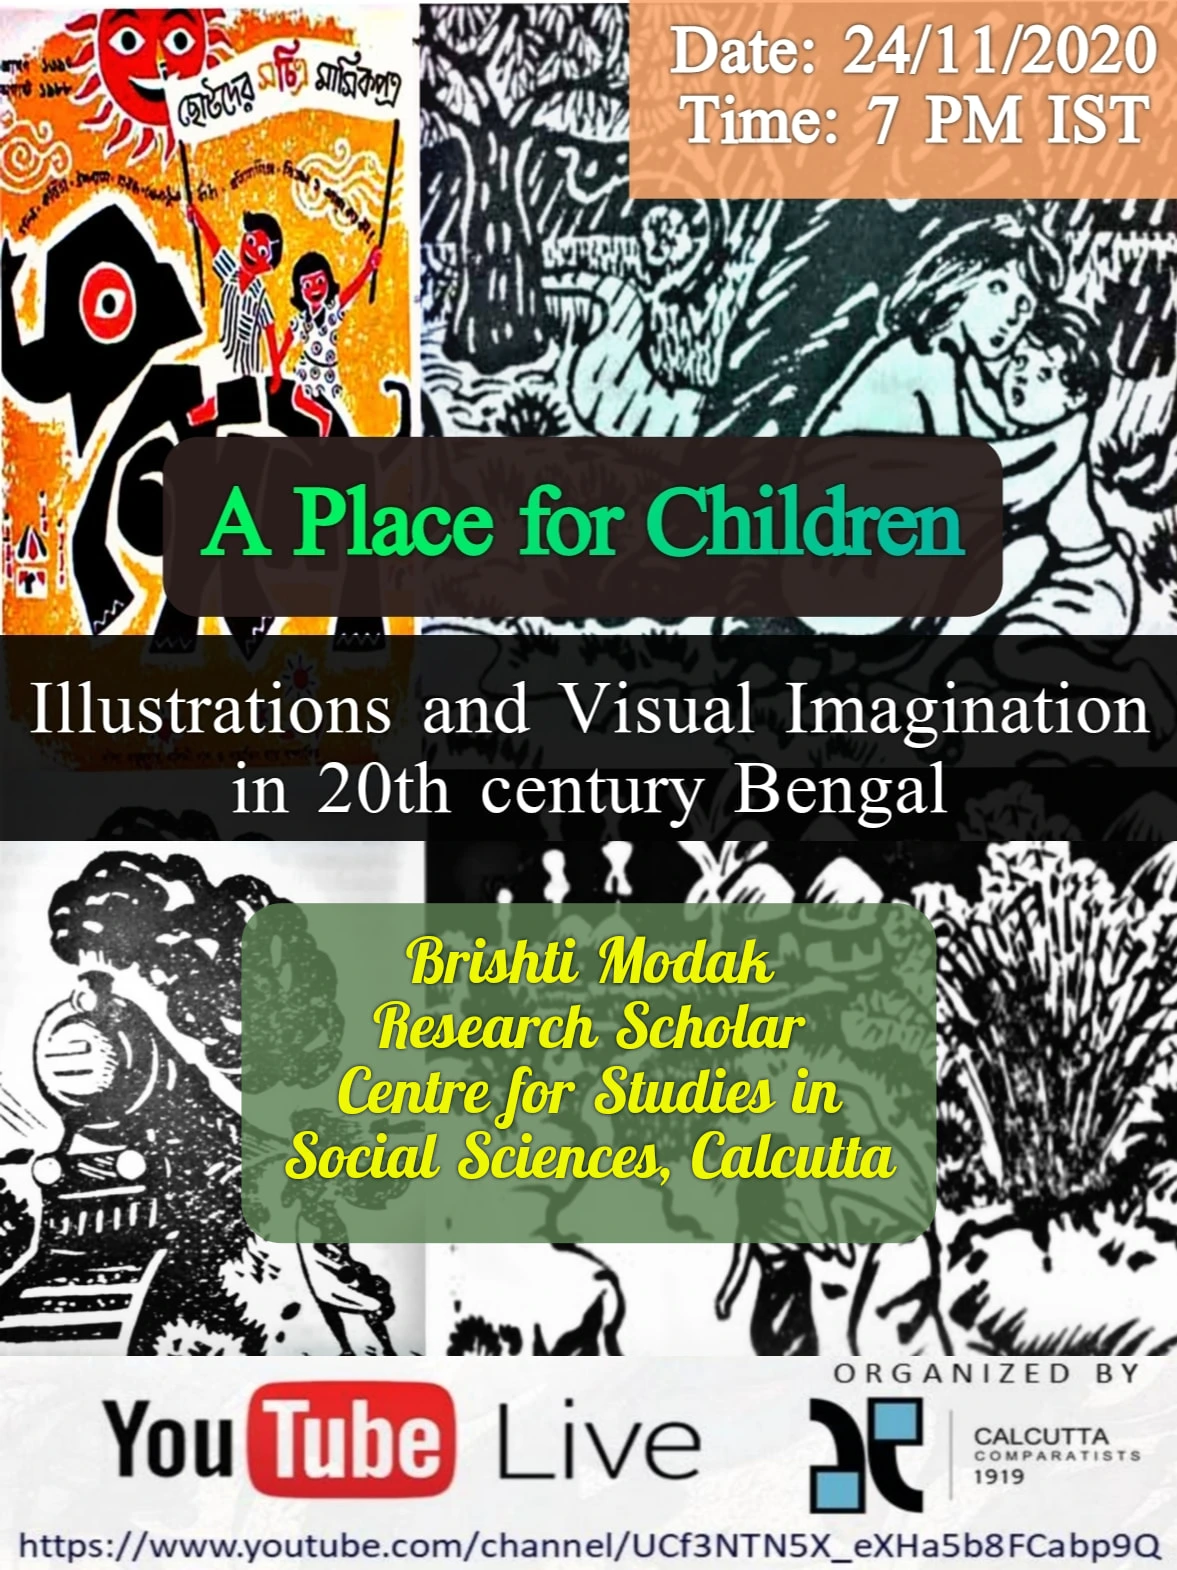 ছোটদের সচিত্র মাসিকপত্র
Date: 24/11/2020
Time: 7 PM IST
A Place for Children
Illustrations and Visual Imagination
in 20th century Bengal
Brishti Modak
Research Scholar
Centre for Studies in
Social Sciences, Calcutta
YouTube Live
ORGANIZED BY
CALCUTTA
COMPARATISTS
1919
https://www.youtube.com/channel/UCf3NTN5X_eXHa5b8FCabp9Q